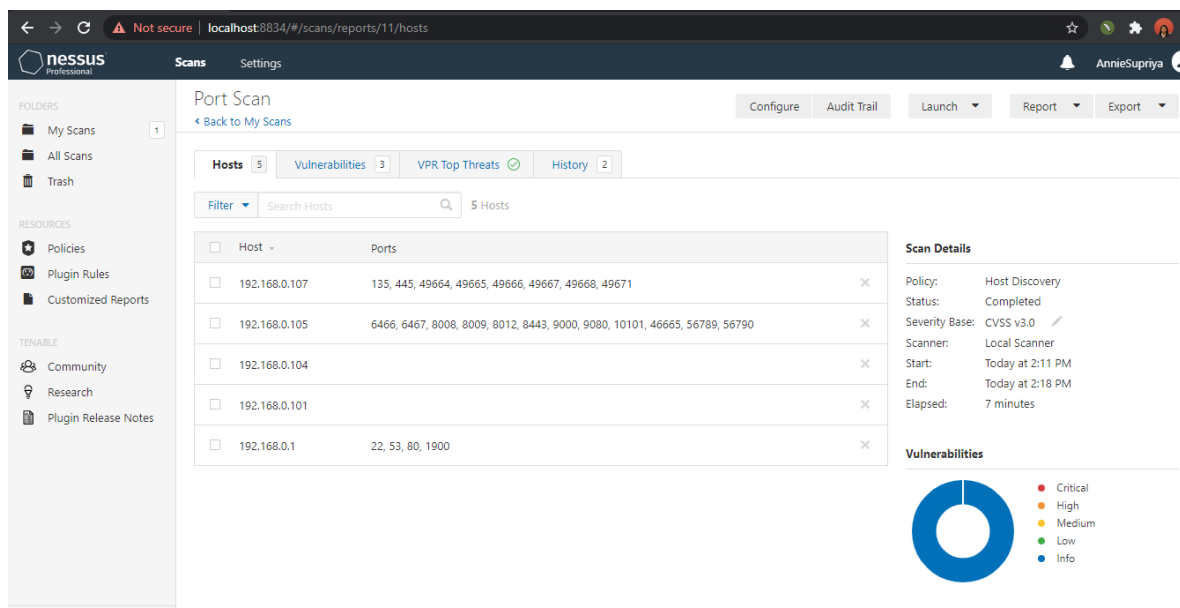 Not secure | localhost:8834/#/scans/reports/11/hosts
nessus Professional Scans Settings AnnieSupriya
FOLDERS
My Scans 1
All Scans
Trash
RESOURCES
Policies
Plugin Rules
Customized Reports
TENABLE
Community
Research
Plugin Release Notes
Port Scan
Back to My Scans
Configure Audit Trail Launch Report Export
Hosts 5 Vulnerabilities 3 VPR Top Threats History 2
Filter Search Hosts 5 Hosts
Host Ports
192.168.0.107 135, 445, 49664, 49665, 49666, 49667, 49668, 49671
192.168.0.105 6466, 6467, 8008, 8009, 8012, 8443, 9000, 9080, 10101, 46665, 56789, 56790
192.168.0.104
192.168.0.101
192.168.0.1 22, 53, 80, 1900
Scan Details
Policy: Host Discovery
Status: Completed
Severity Base: CVSS v3.0
Scanner: Local Scanner
Start: Today at 2:11 PM
End: Today at 2:18 PM
Elapsed: 7 minutes
Vulnerabilities
Critical
High
Medium
Low
Info